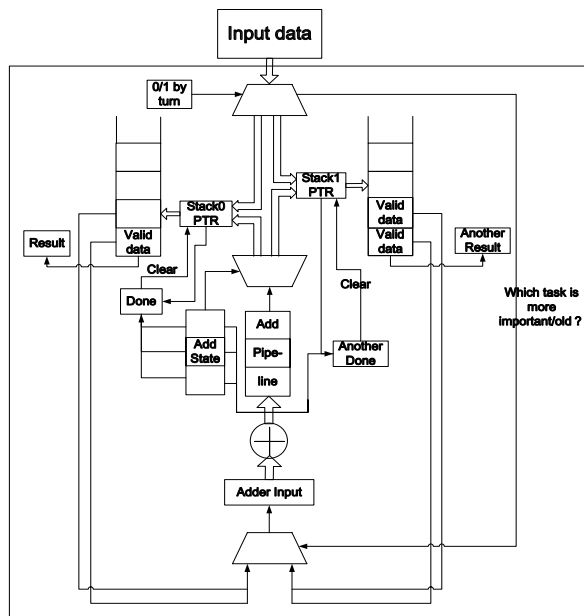 Input data
0/1 by
turn
Stack1
PTR
Stack0
PTR
Valid
data
Valid
data
Valid
data
Result
Another
Result
Clear
Clear
Done
Add
State
Add
Pipe-
line
Another
Done
Which task is
more
important/old ?
Adder Input